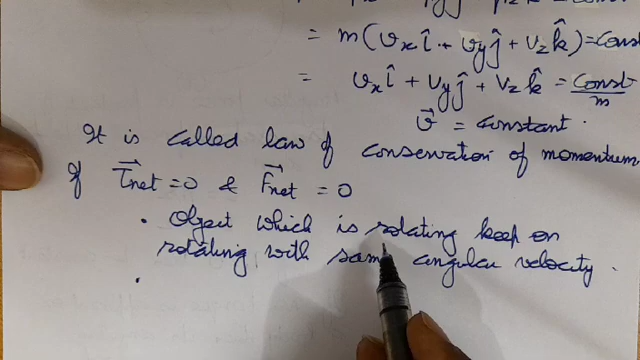 = m(vxî + vyĵ + vzk̂) = Const
= vxî + vyĵ + vzk̂ = Const/m
v⃗ = Constant.
It is called law of conservation of momentum
If τ⃗net = 0 & F⃗net = 0
• Object which is rotating keep on
rotating with same angular velocity.
•